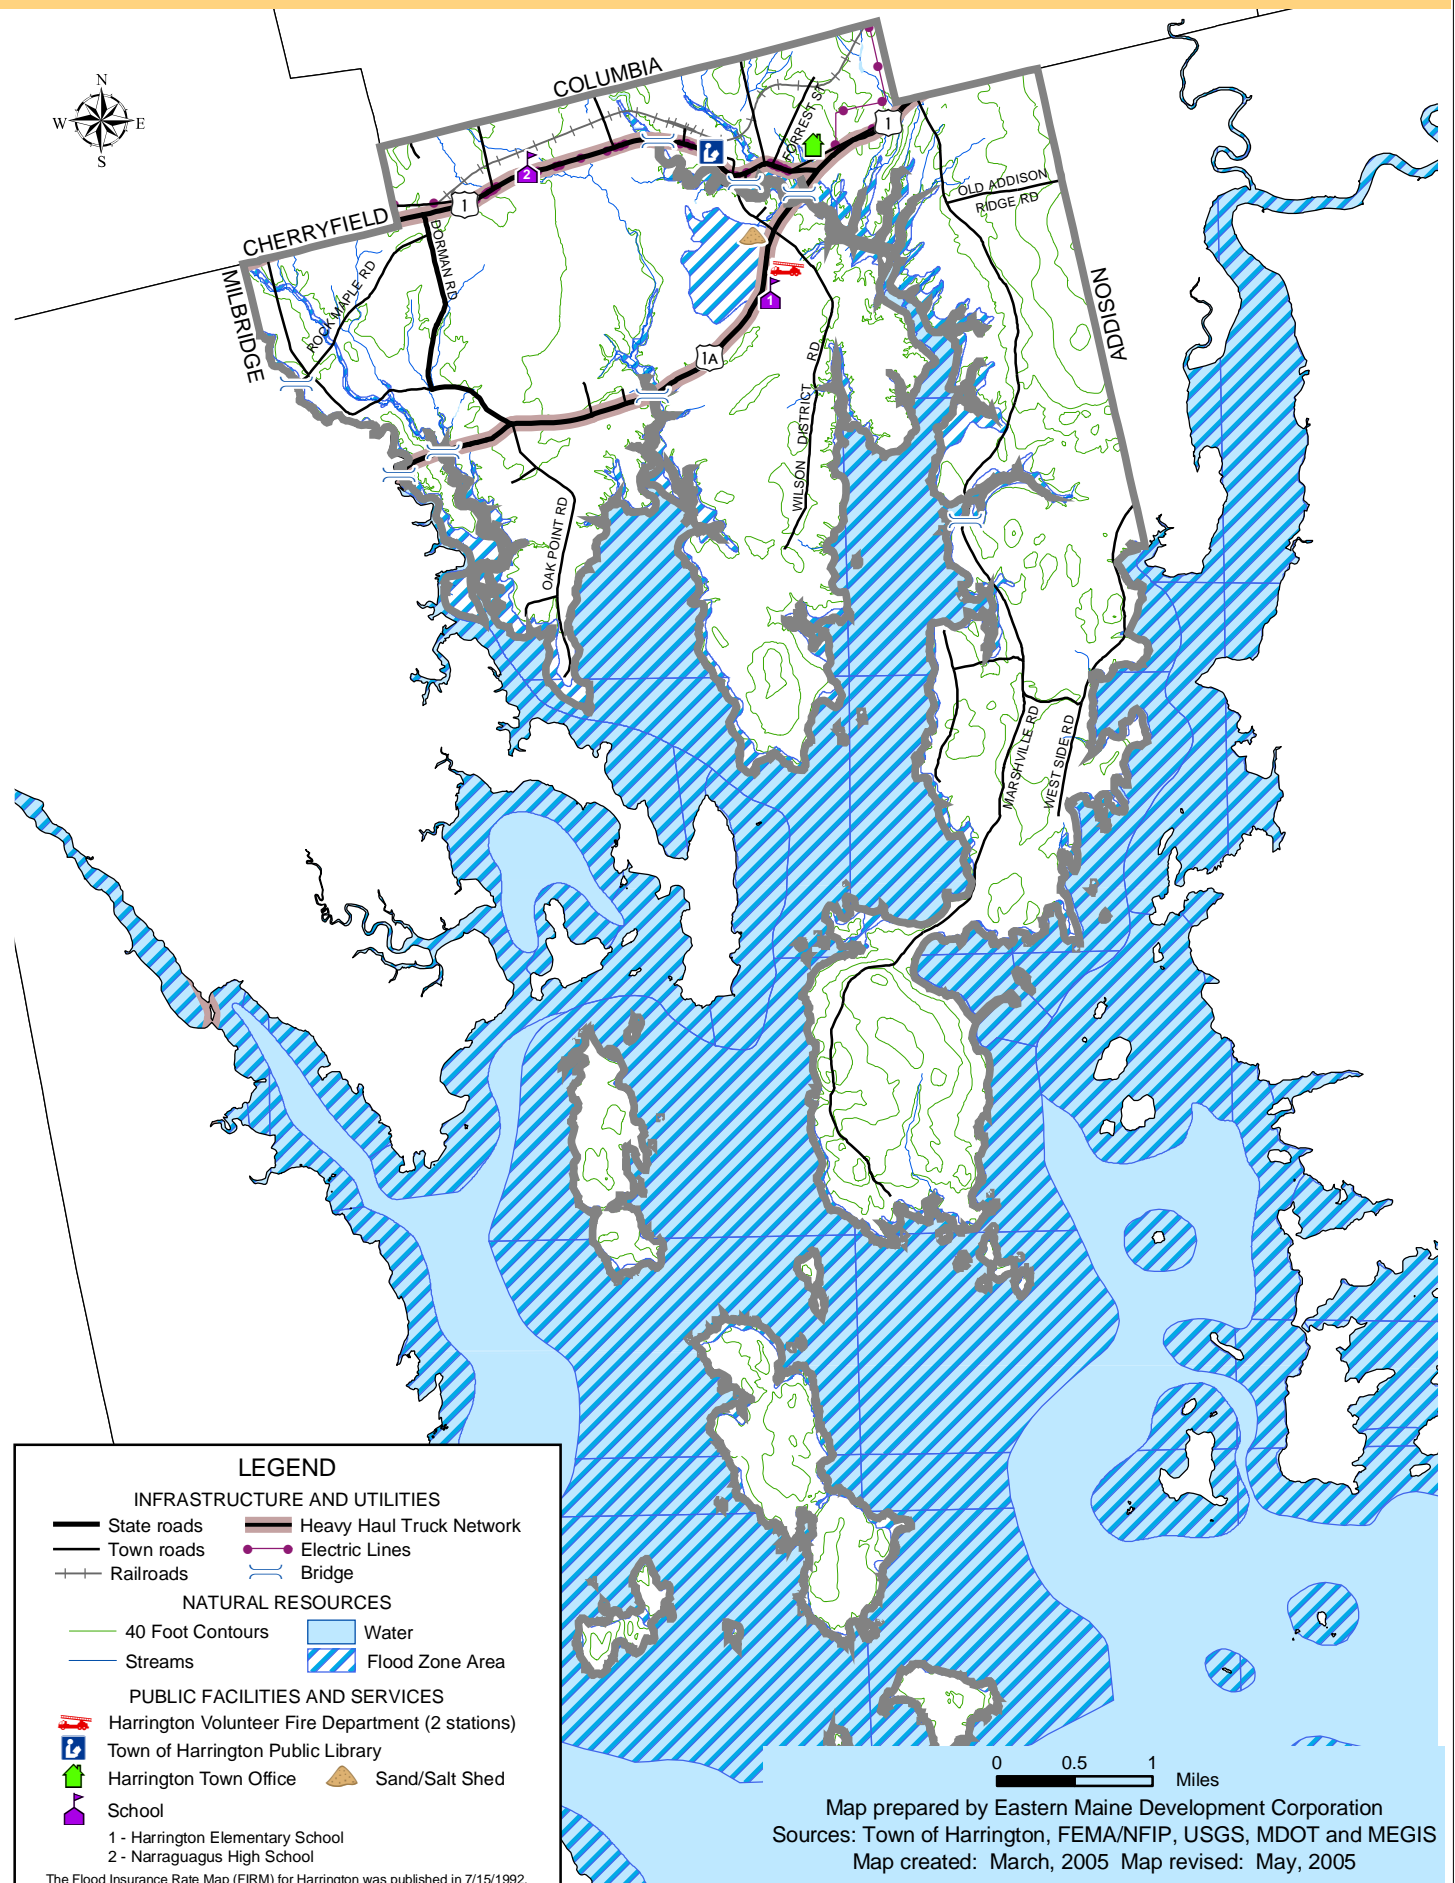 N
W E
S
COLUMBIA
FORREST ST
1
2
1
CHERRYFIELD
OLD ADDISON
RIDGE RD
DORMAN RD
ROCK MAPLE RD
MILBRIDGE
ADDISON
1
1A
WILSON DISTRICT RD
OAK POINT RD
MARSHVILLE RD
WEST SIDE RD
LEGEND
INFRASTRUCTURE AND UTILITIES
State roads Heavy Haul Truck Network
Town roads Electric Lines
Railroads Bridge
NATURAL RESOURCES
40 Foot Contours Water
Streams Flood Zone Area
PUBLIC FACILITIES AND SERVICES
Harrington Volunteer Fire Department (2 stations)
Town of Harrington Public Library
Harrington Town Office Sand/Salt Shed
School
1 - Harrington Elementary School
2 - Narraguagus High School
The Flood Insurance Rate Map (FIRM) for Harrington was published in 7/15/1992.
0 0.5 1
Miles
Map prepared by Eastern Maine Development Corporation
Sources: Town of Harrington, FEMA/NFIP, USGS, MDOT and MEGIS
Map created: March, 2005 Map revised: May, 2005